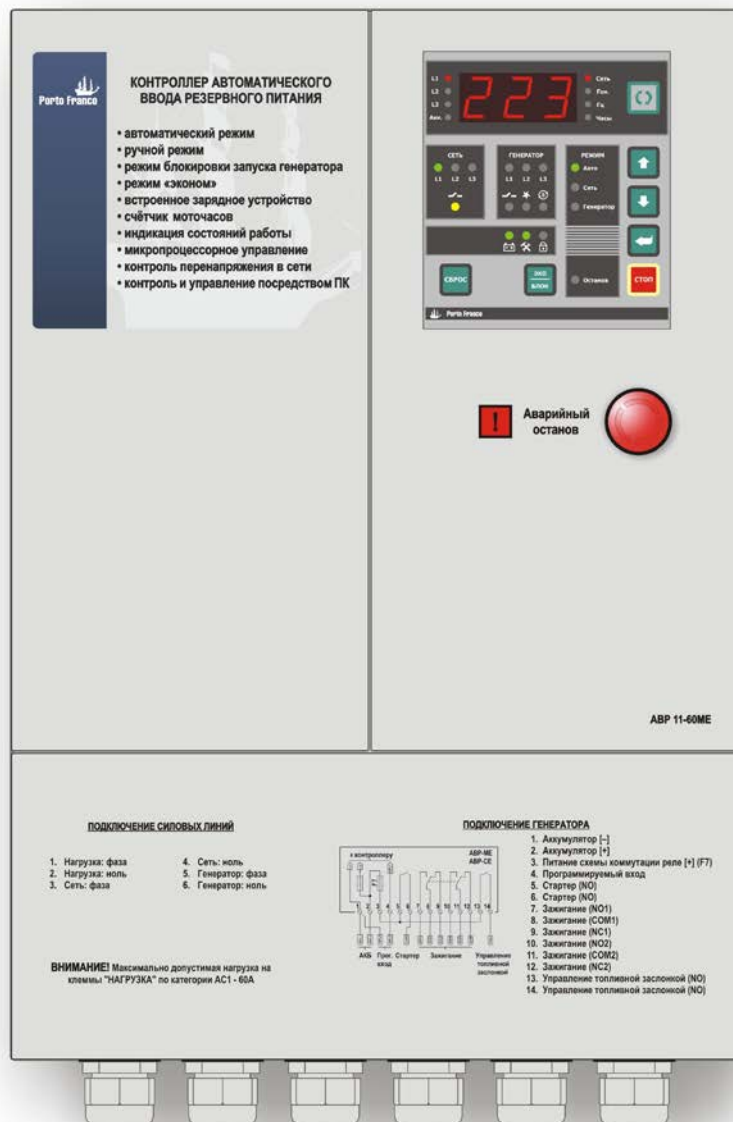 Porto Franco
КОНТРОЛЛЕР АВТОМАТИЧЕСКОГО
ВВОДА РЕЗЕРВНОГО ПИТАНИЯ
• автоматический режим
• ручной режим
• режим блокировки запуска генератора
• режим «эконом»
• встроенное зарядное устройство
• счётчик моточасов
• индикация состояний работы
• микропроцессорное управление
• контроль перенапряжения в сети
• контроль и управление посредством ПК
L1
L2
L3
Акк.
223
Сеть
Ген.
Гц
Часы
СЕТЬ
L1 L2 L3
ГЕНЕРАТОР
L1 L2 L3
РЕЖИМ
Авто
Сеть
Генератор
СБРОС
ЭКО
БЛОК
Останов
СТОП
Porto Franco
!
Аварийный
останов
АВР 11-60МЕ
ПОДКЛЮЧЕНИЕ СИЛОВЫХ ЛИНИЙ
1. Нагрузка: фаза
2. Нагрузка: ноль
3. Сеть: фаза
4. Сеть: ноль
5. Генератор: фаза
6. Генератор: ноль
ВНИМАНИЕ! Максимально допустимая нагрузка на
клеммы "НАГРУЗКА" по категории АС1 - 60А
ПОДКЛЮЧЕНИЕ ГЕНЕРАТОРА
к контроллеру
АВР-МЕ
АВР-СЕ
F7
1 2 3 4 5 6 7 8 9 10 11 12 13 14
АКБ
Прог.
вход
Стартер
Зажигание
Управление
топливной
заслонкой
1. Аккумулятор [–]
2. Аккумулятор [+]
3. Питание схемы коммутации реле [+] (F7)
4. Программируемый вход
5. Стартер (NO)
6. Стартер (NO)
7. Зажигание (NO1)
8. Зажигание (COM1)
9. Зажигание (NC1)
10. Зажигание (NO2)
11. Зажигание (COM2)
12. Зажигание (NC2)
13. Управление топливной заслонкой (NO)
14. Управление топливной заслонкой (NO)